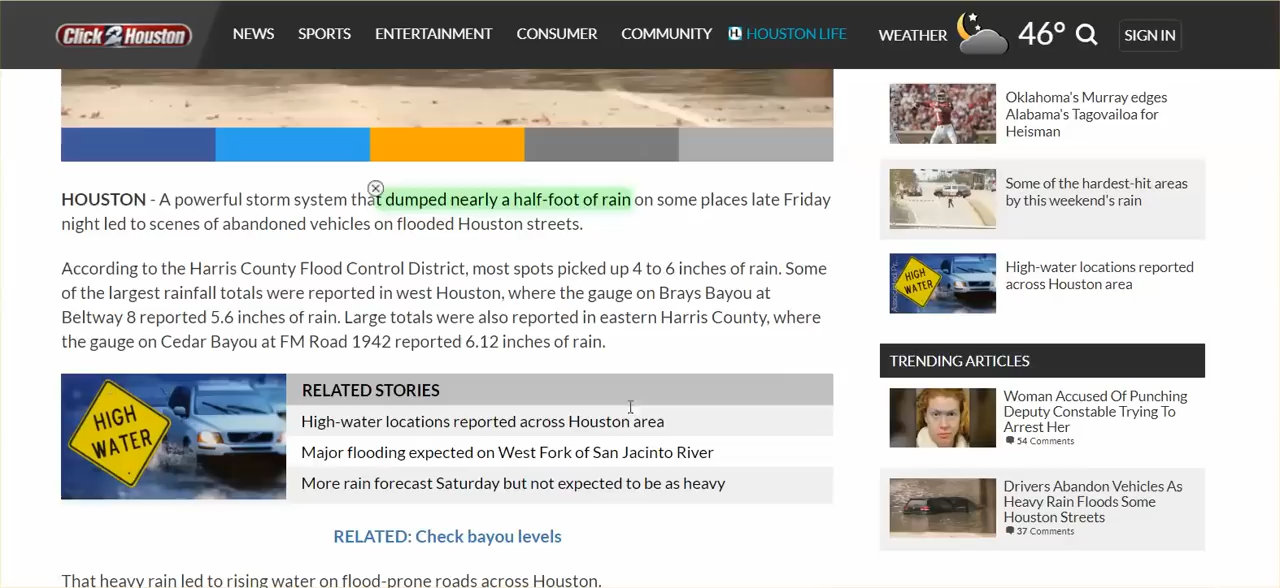 Click 2 Houston
NEWS SPORTS ENTERTAINMENT CONSUMER COMMUNITY HOUSTON LIFE WEATHER 46° SIGN IN
HOUSTON - A powerful storm system that dumped nearly a half-foot of rain on some places late Friday
night led to scenes of abandoned vehicles on flooded Houston streets.
According to the Harris County Flood Control District, most spots picked up 4 to 6 inches of rain. Some
of the largest rainfall totals were reported in west Houston, where the gauge on Brays Bayou at
Beltway 8 reported 5.6 inches of rain. Large totals were also reported in eastern Harris County, where
the gauge on Cedar Bayou at FM Road 1942 reported 6.12 inches of rain.
HIGH
WATER
RELATED STORIES
High-water locations reported across Houston area
Major flooding expected on West Fork of San Jacinto River
More rain forecast Saturday but not expected to be as heavy
RELATED: Check bayou levels
That heavy rain led to rising water on flood-prone roads across Houston.
Oklahoma's Murray edges
Alabama's Tagovailoa for
Heisman
Some of the hardest-hit areas
by this weekend's rain
HIGH
WATER
High-water locations reported
across Houston area
TRENDING ARTICLES
Woman Accused Of Punching
Deputy Constable Trying To
Arrest Her
54 Comments
Drivers Abandon Vehicles As
Heavy Rain Floods Some
Houston Streets
37 Comments